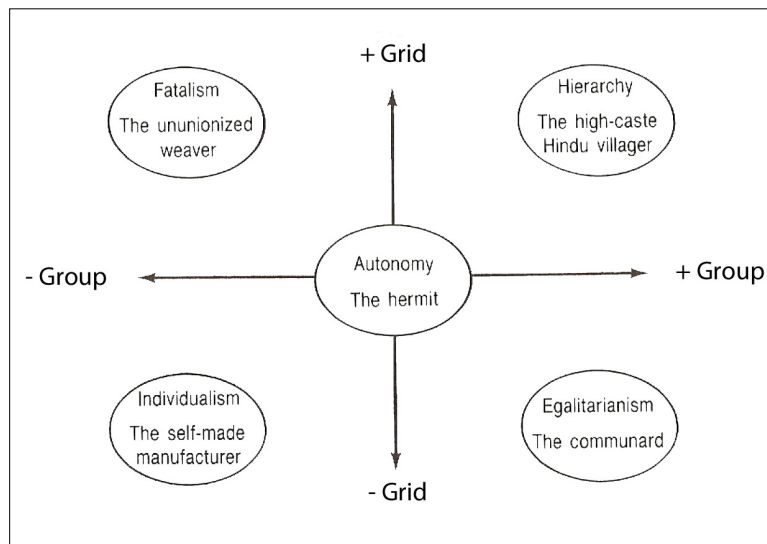 + Grid
Fatalism
The ununionized
weaver
Hierarchy
The high-caste
Hindu villager
- Group
Autonomy
The hermit
+ Group
Individualism
The self-made
manufacturer
Egalitarianism
The communard
- Grid